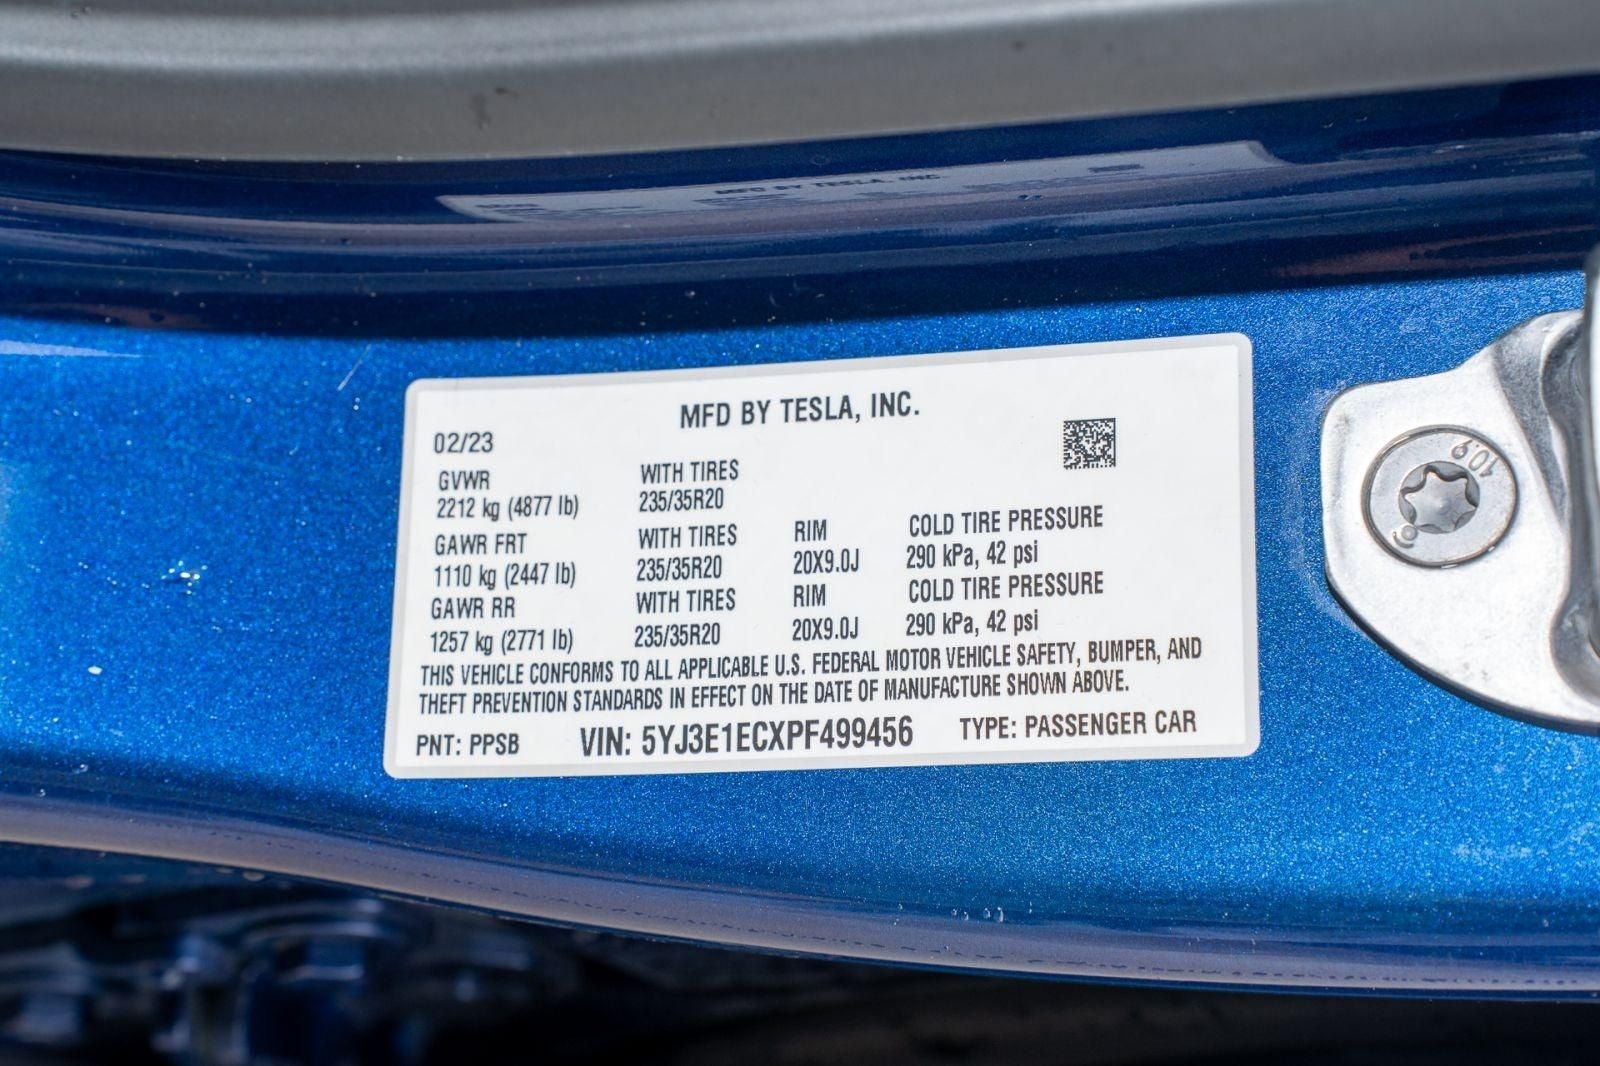 MFD BY TESLA, INC.
02/23
GVWR WITH TIRES
2212 kg (4877 lb) 235/35R20
GAWR FRT WITH TIRES RIM COLD TIRE PRESSURE
1110 kg (2447 lb) 235/35R20 20X9.0J 290 kPa, 42 psi
GAWR RR WITH TIRES RIM COLD TIRE PRESSURE
1257 kg (2771 lb) 235/35R20 20X9.0J 290 kPa, 42 psi
THIS VEHICLE CONFORMS TO ALL APPLICABLE U.S. FEDERAL MOTOR VEHICLE SAFETY, BUMPER, AND
THEFT PREVENTION STANDARDS IN EFFECT ON THE DATE OF MANUFACTURE SHOWN ABOVE.
PNT: PPSB VIN: 5YJ3E1ECXPF499456 TYPE: PASSENGER CAR
10.9